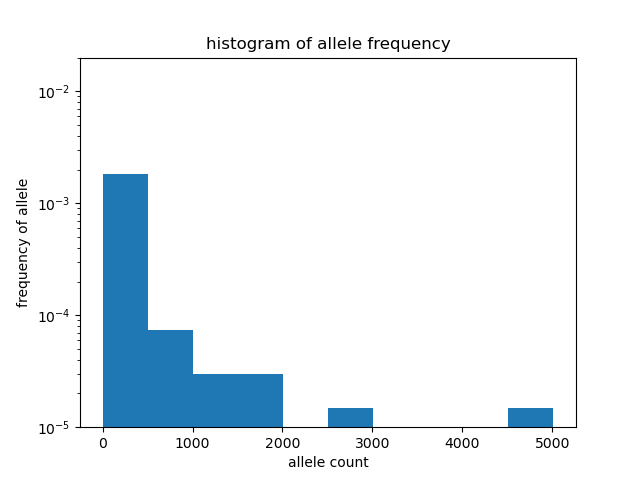 histogram of allele frequency
frequency of allele
10⁻²
10⁻³
10⁻⁴
10⁻⁵
0 1000 2000 3000 4000 5000
allele count